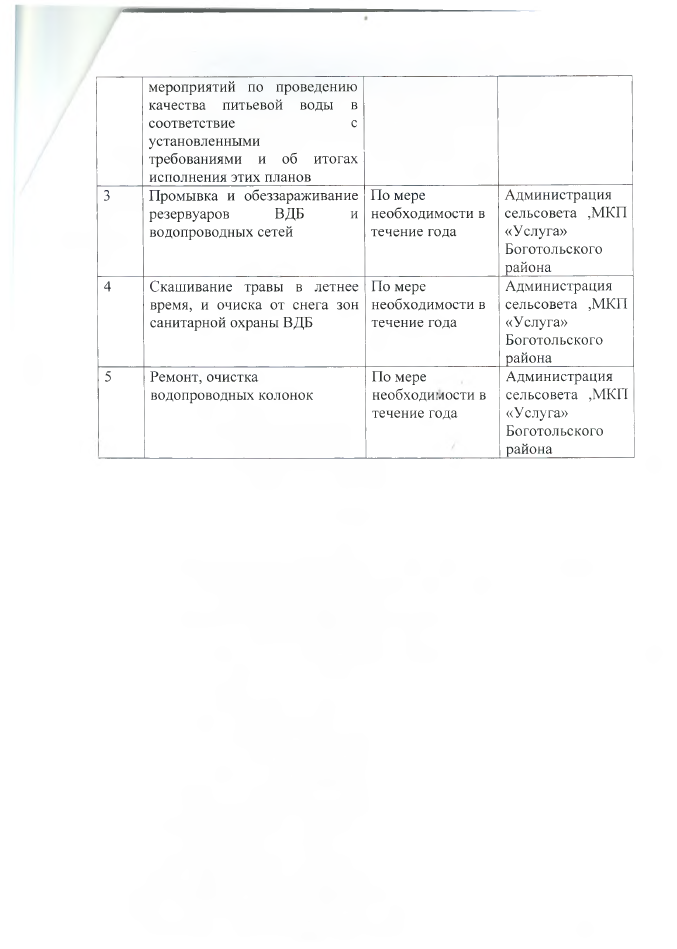 мероприятий по проведению
качества питьевой воды в
соответствие с
установленными
требованиями и об итогах
исполнения этих планов
3 Промывка и обеззараживание По мере Администрация
резервуаров ВДБ и необходимости в сельсовета ,МКП
водопроводных сетей течение года «Услуга»
Боготольского
района
4 Скашивание травы в летнее По мере Администрация
время, и очиска от снега зон необходимости в сельсовета ,МКП
санитарной охраны ВДБ течение года «Услуга»
Боготольского
района
5 Ремонт, очистка По мере Администрация
водопроводных колонок необходимости в сельсовета ,МКП
течение года «Услуга»
Боготольского
района